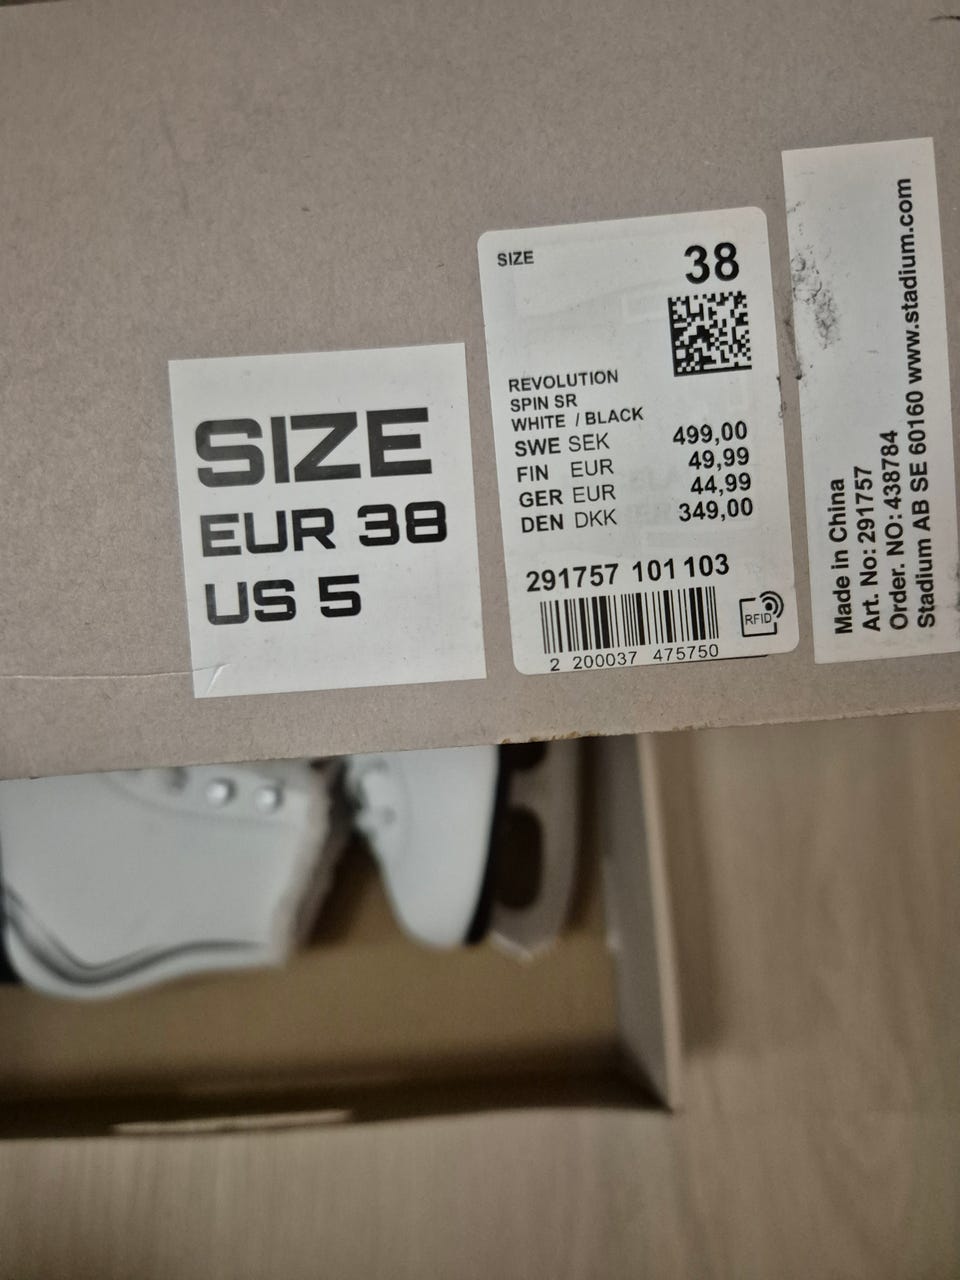 SIZE
EUR 38
US 5
SIZE 38
REVOLUTION
SPIN SR
WHITE / BLACK
SWE SEK 499,00
FIN EUR 49,99
GER EUR 44,99
DEN DKK 349,00
291757 101 103
RFID
2 200037 475750
Made in China
Art. No: 291757
Order. NO: 438784
Stadium AB SE 60160 www.stadium.com